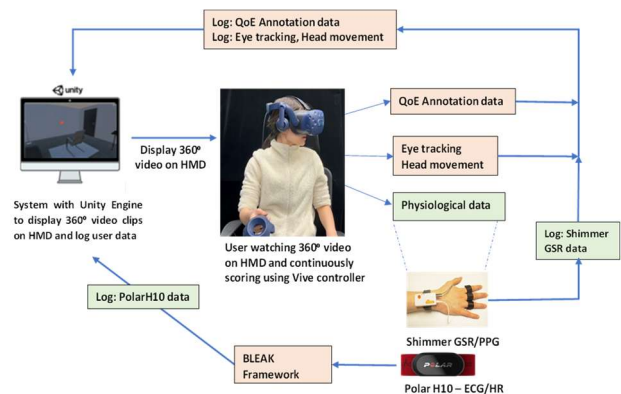 Log: QoE Annotation data
Log: Eye tracking, Head movement
unity
Display 360°
video on HMD
System with Unity Engine
to display 360° video clips
on HMD and log user data
User watching 360° video
on HMD and continuously
scoring using Vive controller
QoE Annotation data
Eye tracking
Head movement
Physiological data
Log: Shimmer
GSR data
Shimmer GSR/PPG
Log: PolarH10 data
BLEAK
Framework
POLAR
Polar H10 – ECG/HR